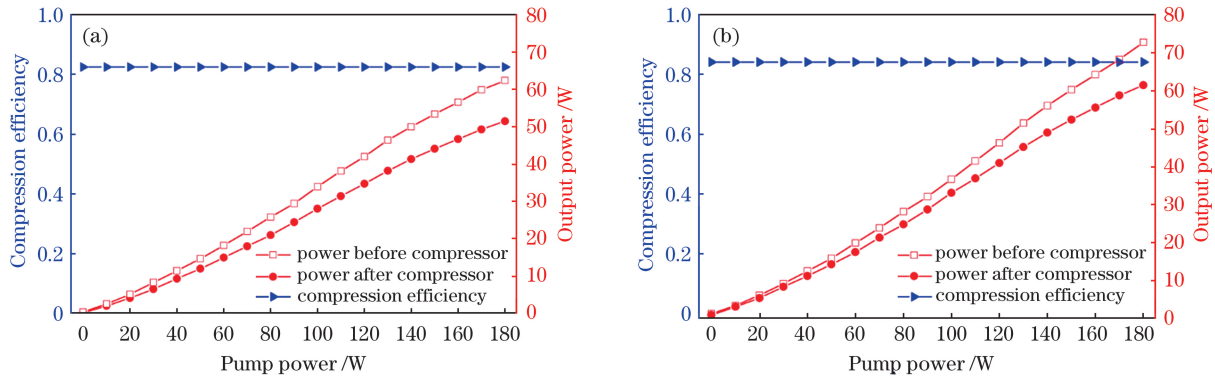 (a)
Compression efficiency
1.0
0.8
0.6
0.4
0.2
0
80
70
60
50
40
30
20
10
0
Output power /W
power before compressor
power after compressor
compression efficiency
0 20 40 60 80 100 120 140 160 180
Pump power /W
(b)
Compression efficiency
1.0
0.8
0.6
0.4
0.2
0
80
70
60
50
40
30
20
10
0
Output power /W
power before compressor
power after compressor
compression efficiency
0 20 40 60 80 100 120 140 160 180
Pump power /W